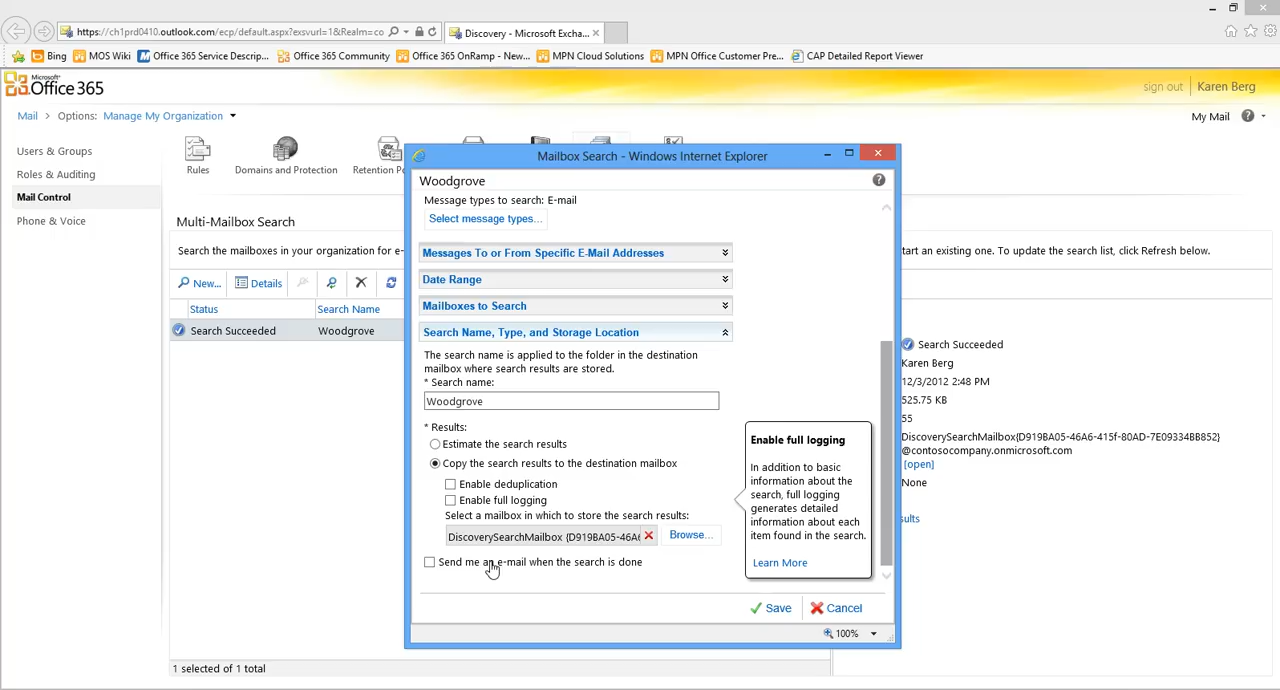 https://ch1prd0410.outlook.com/ecp/default.aspx?exsvurl=1&Realm=co
Discovery - Microsoft Excha...
Bing
MOS Wiki
Office 365 Service Descrip...
Office 365 Community
Office 365 OnRamp - New...
MPN Cloud Solutions
MPN Office Customer Pre...
CAP Detailed Report Viewer
Microsoft
Office 365
sign out
Karen Berg
Mail > Options: Manage My Organization
My Mail
Users & Groups
Roles & Auditing
Mail Control
Phone & Voice
Rules
Domains and Protection
Retention Po
Multi-Mailbox Search
Search the mailboxes in your organization for e-
tart an existing one. To update the search list, click Refresh below.
New...
Details
Status
Search Name
Search Succeeded
Woodgrove
1 selected of 1 total
Mailbox Search - Windows Internet Explorer
Woodgrove
Message types to search: E-mail
Select message types...
Messages To or From Specific E-Mail Addresses
Date Range
Mailboxes to Search
Search Name, Type, and Storage Location
The search name is applied to the folder in the destination
mailbox where search results are stored.
* Search name:
Woodgrove
* Results:
Estimate the search results
Copy the search results to the destination mailbox
Enable deduplication
Enable full logging
Select a mailbox in which to store the search results:
DiscoverySearchMailbox {D919BA05-46A6
Browse...
Send me an e-mail when the search is done
Enable full logging
In addition to basic
information about the
search, full logging
generates detailed
information about each
item found in the search.
Learn More
Save
Cancel
100%
Search Succeeded
Karen Berg
12/3/2012 2:48 PM
525.75 KB
55
DiscoverySearchMailbox{D919BA05-46A6-415f-80AD-7E09334BB852}
@contosocompany.onmicrosoft.com
[open]
None
sults